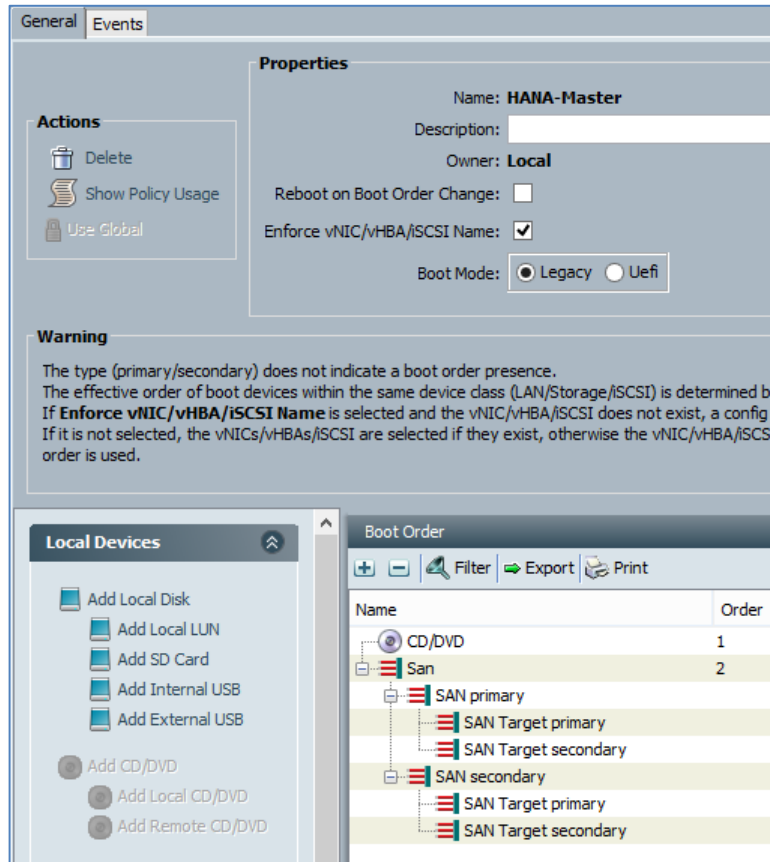 General Events
Properties
Name: HANA-Master
Description:
Owner: Local
Reboot on Boot Order Change:
Enforce vNIC/vHBA/iSCSI Name:
Boot Mode: Legacy Uefi
Actions
Delete
Show Policy Usage
Use Global
Warning
The type (primary/secondary) does not indicate a boot order presence.
The effective order of boot devices within the same device class (LAN/Storage/iSCSI) is determined b
If Enforce vNIC/vHBA/iSCSI Name is selected and the vNIC/vHBA/iSCSI does not exist, a config
If it is not selected, the vNICs/vHBAs/iSCSI are selected if they exist, otherwise the vNIC/vHBA/iSCS
order is used.
Local Devices
Add Local Disk
Add Local LUN
Add SD Card
Add Internal USB
Add External USB
Add CD/DVD
Add Local CD/DVD
Add Remote CD/DVD
Boot Order
Filter Export Print
Name Order
CD/DVD 1
San 2
SAN primary
SAN Target primary
SAN Target secondary
SAN secondary
SAN Target primary
SAN Target secondary